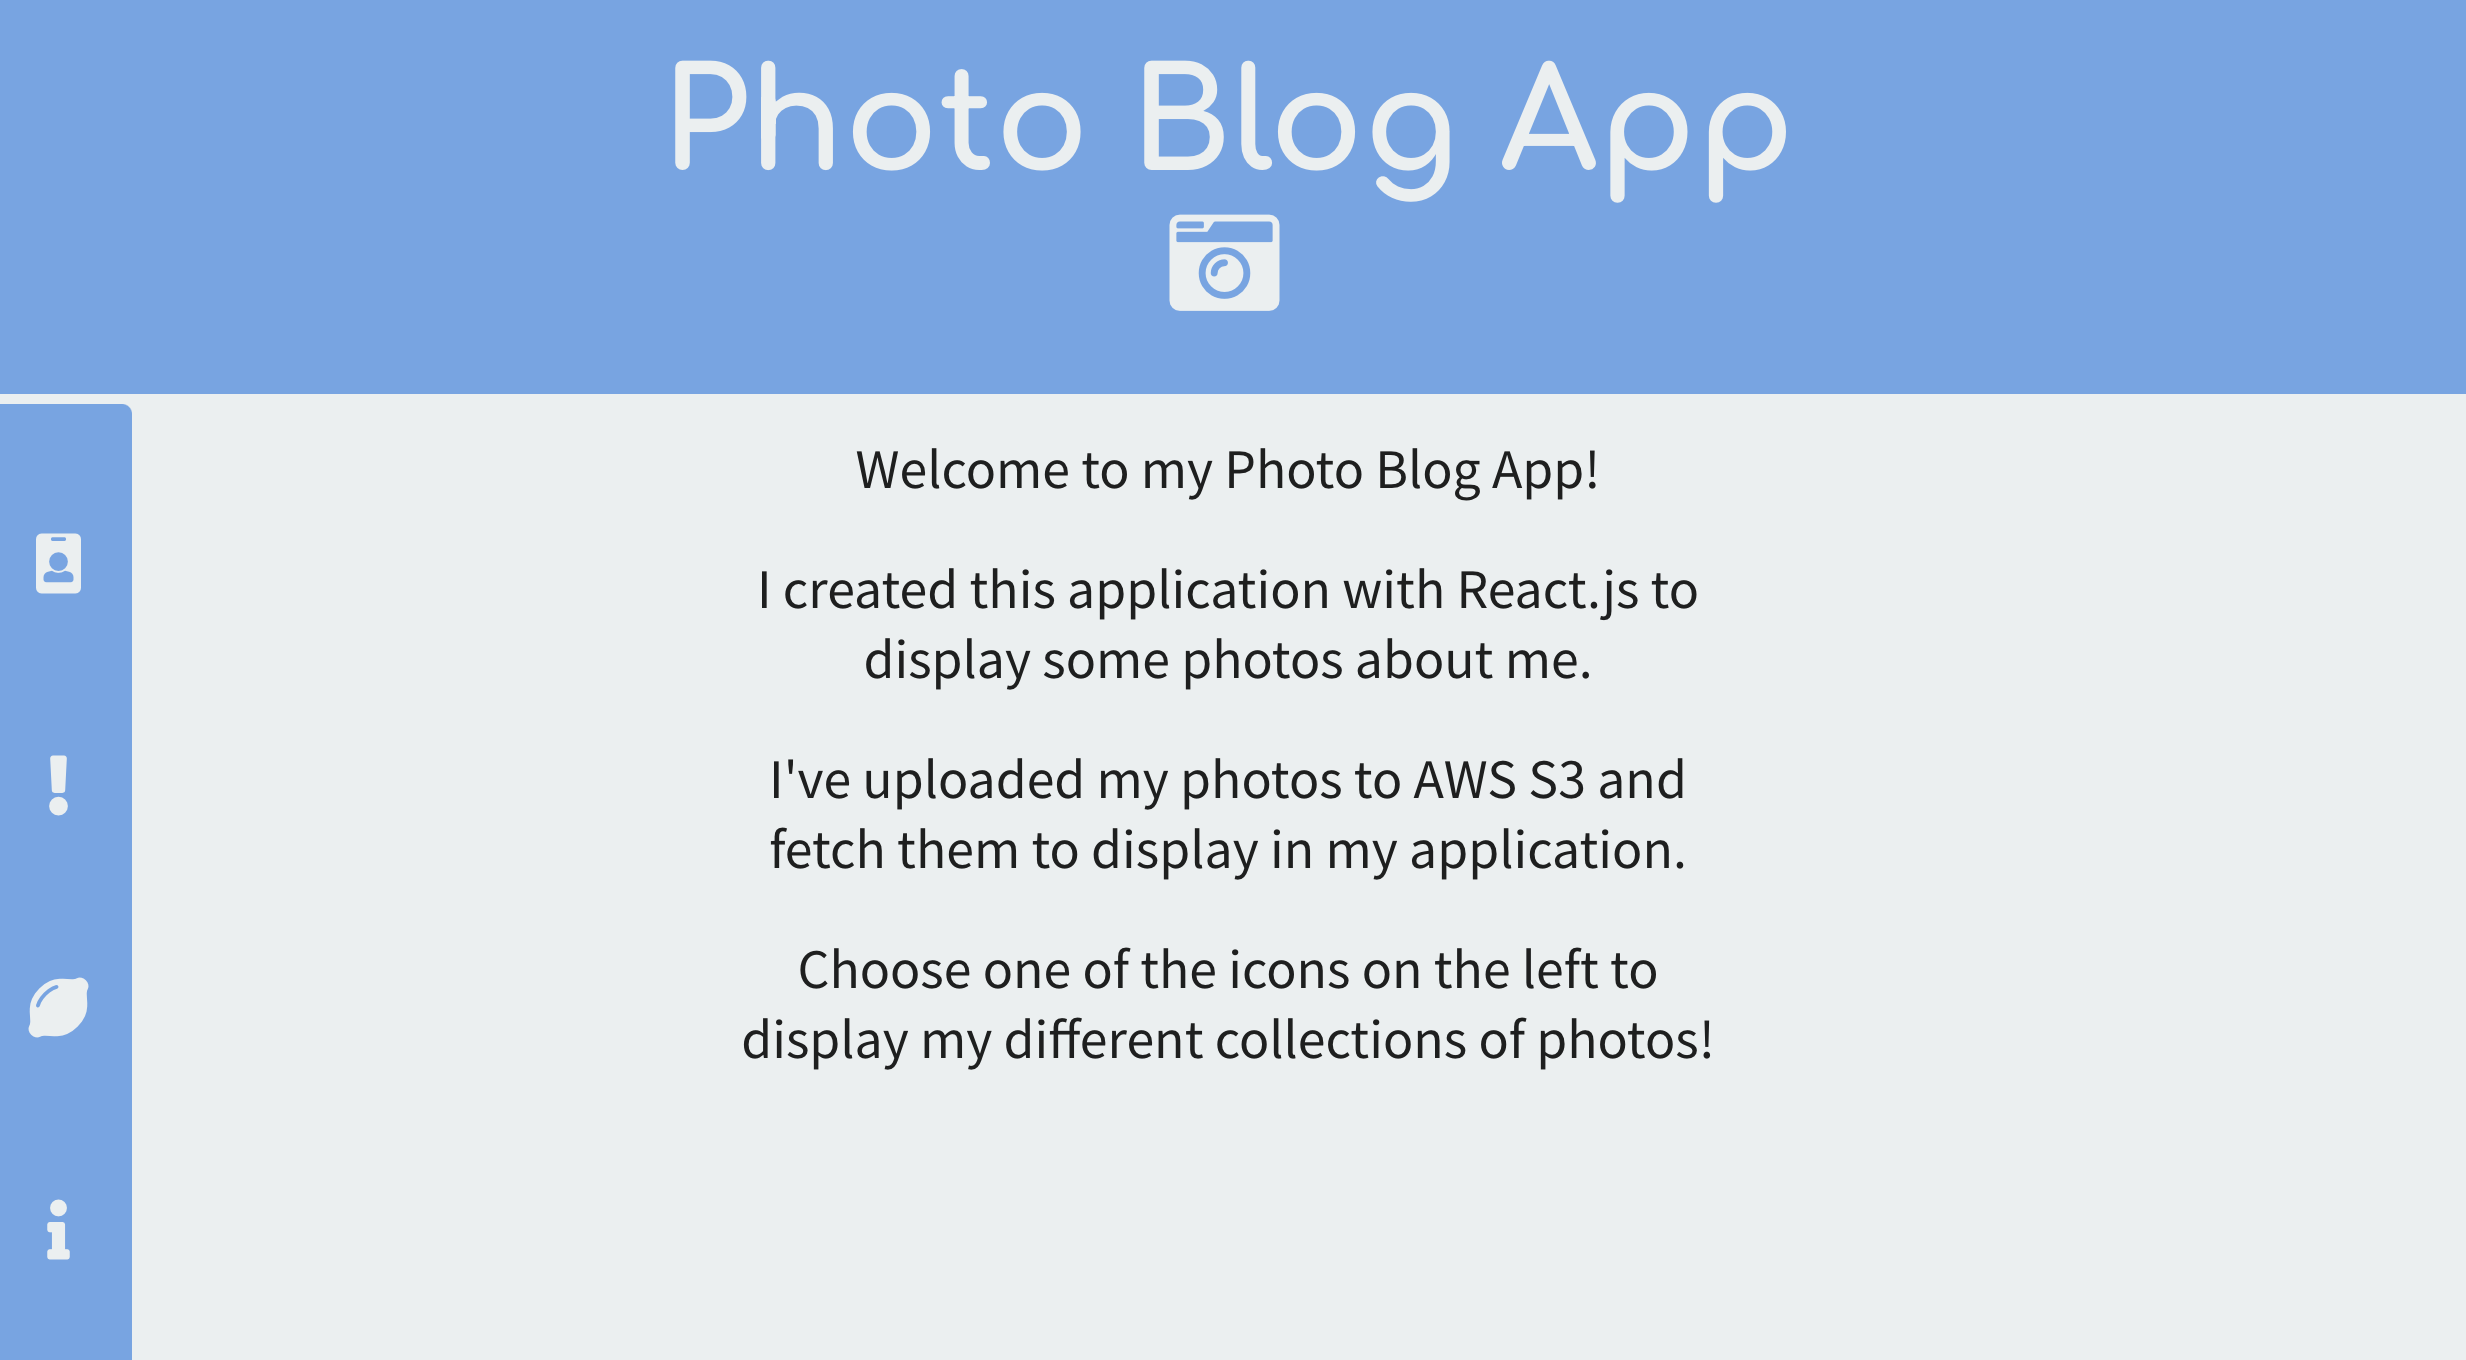 Photo Blog App
Welcome to my Photo Blog App!
I created this application with React.js to
display some photos about me.
I've uploaded my photos to AWS S3 and
fetch them to display in my application.
Choose one of the icons on the left to
display my different collections of photos!